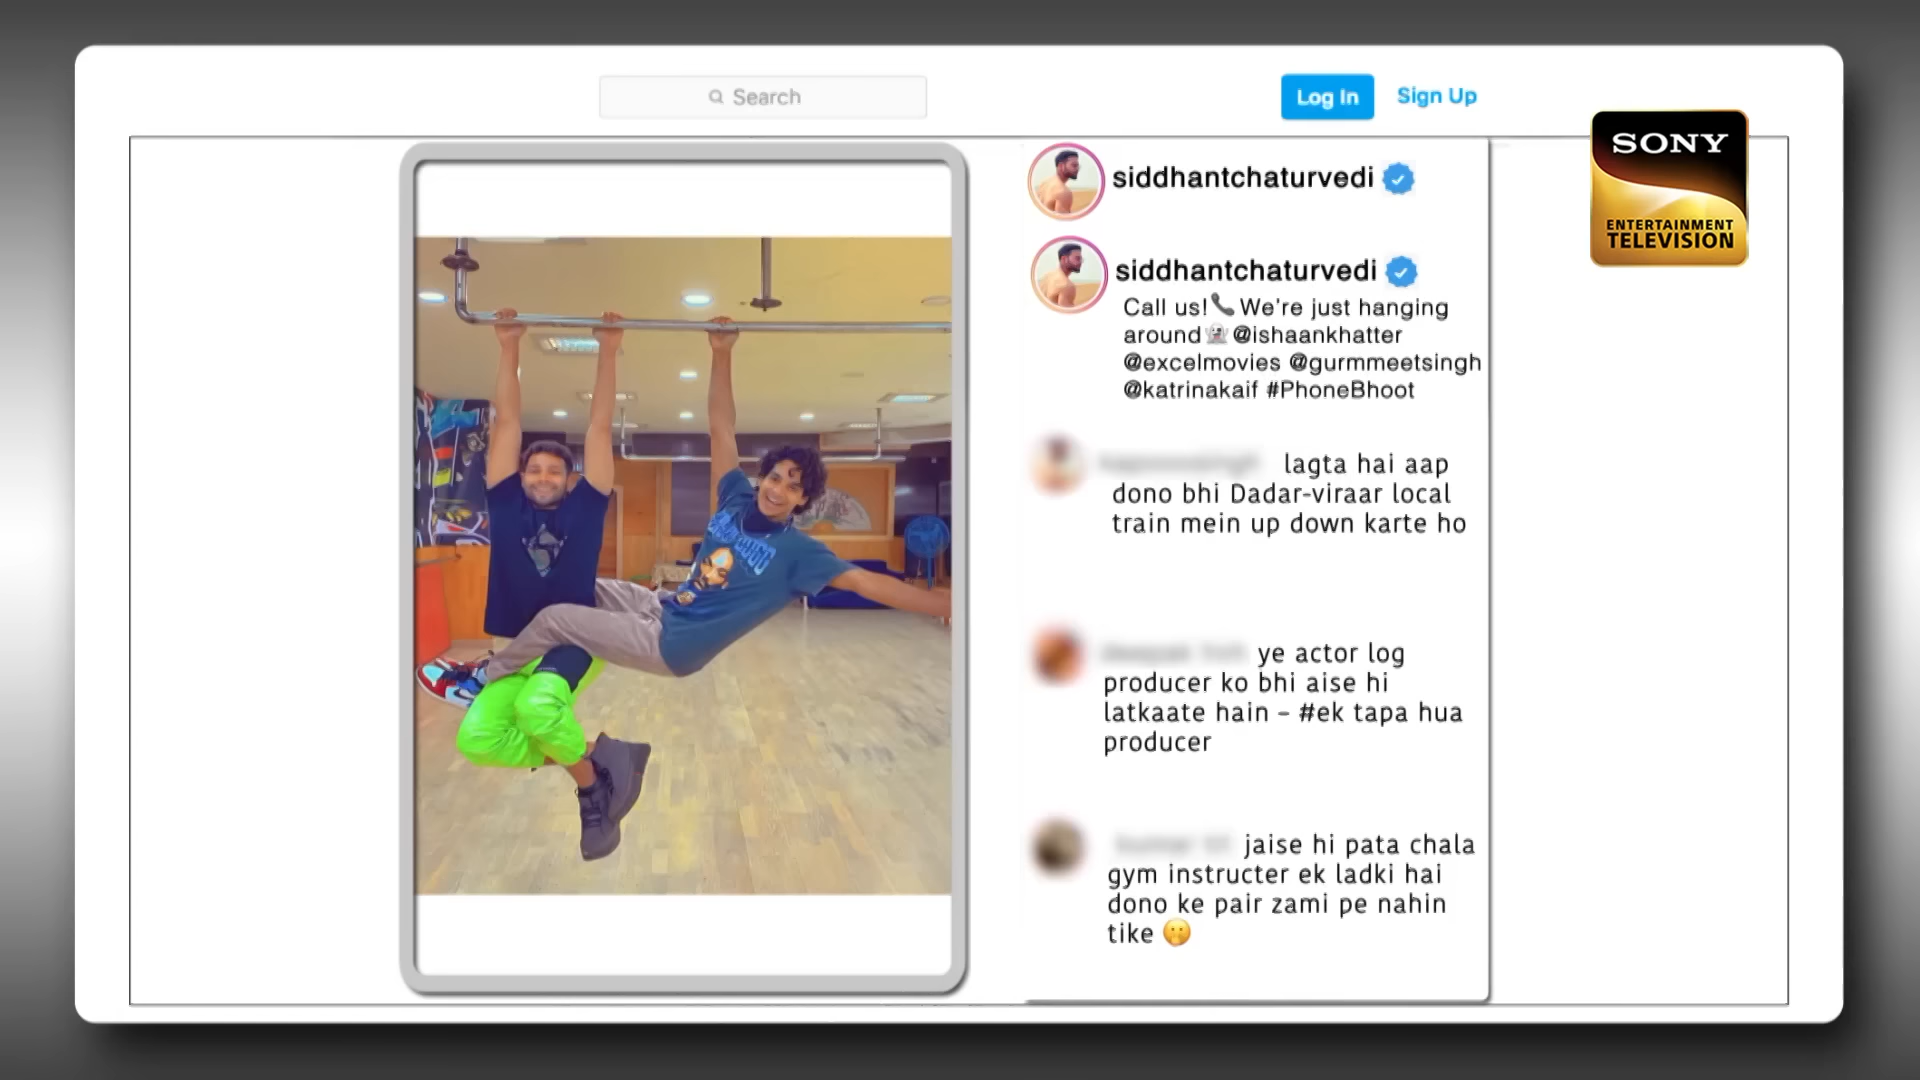 Search
Log In
Sign Up
SONY
ENTERTAINMENT
TELEVISION
siddhantchaturvedi
siddhantchaturvedi
Call us!📞We're just hanging
around👻@ishaankhatter
@excelmovies @gurmmeetsingh
@katrinakaif #PhoneBhoot
lagta hai aap
dono bhi Dadar-viraar local
train mein up down karte ho
ye actor log
producer ko bhi aise hi
latkaate hain - #ek tapa hua
producer
jaise hi pata chala
gym instructer ek ladki hai
dono ke pair zami pe nahin
tike 🤭